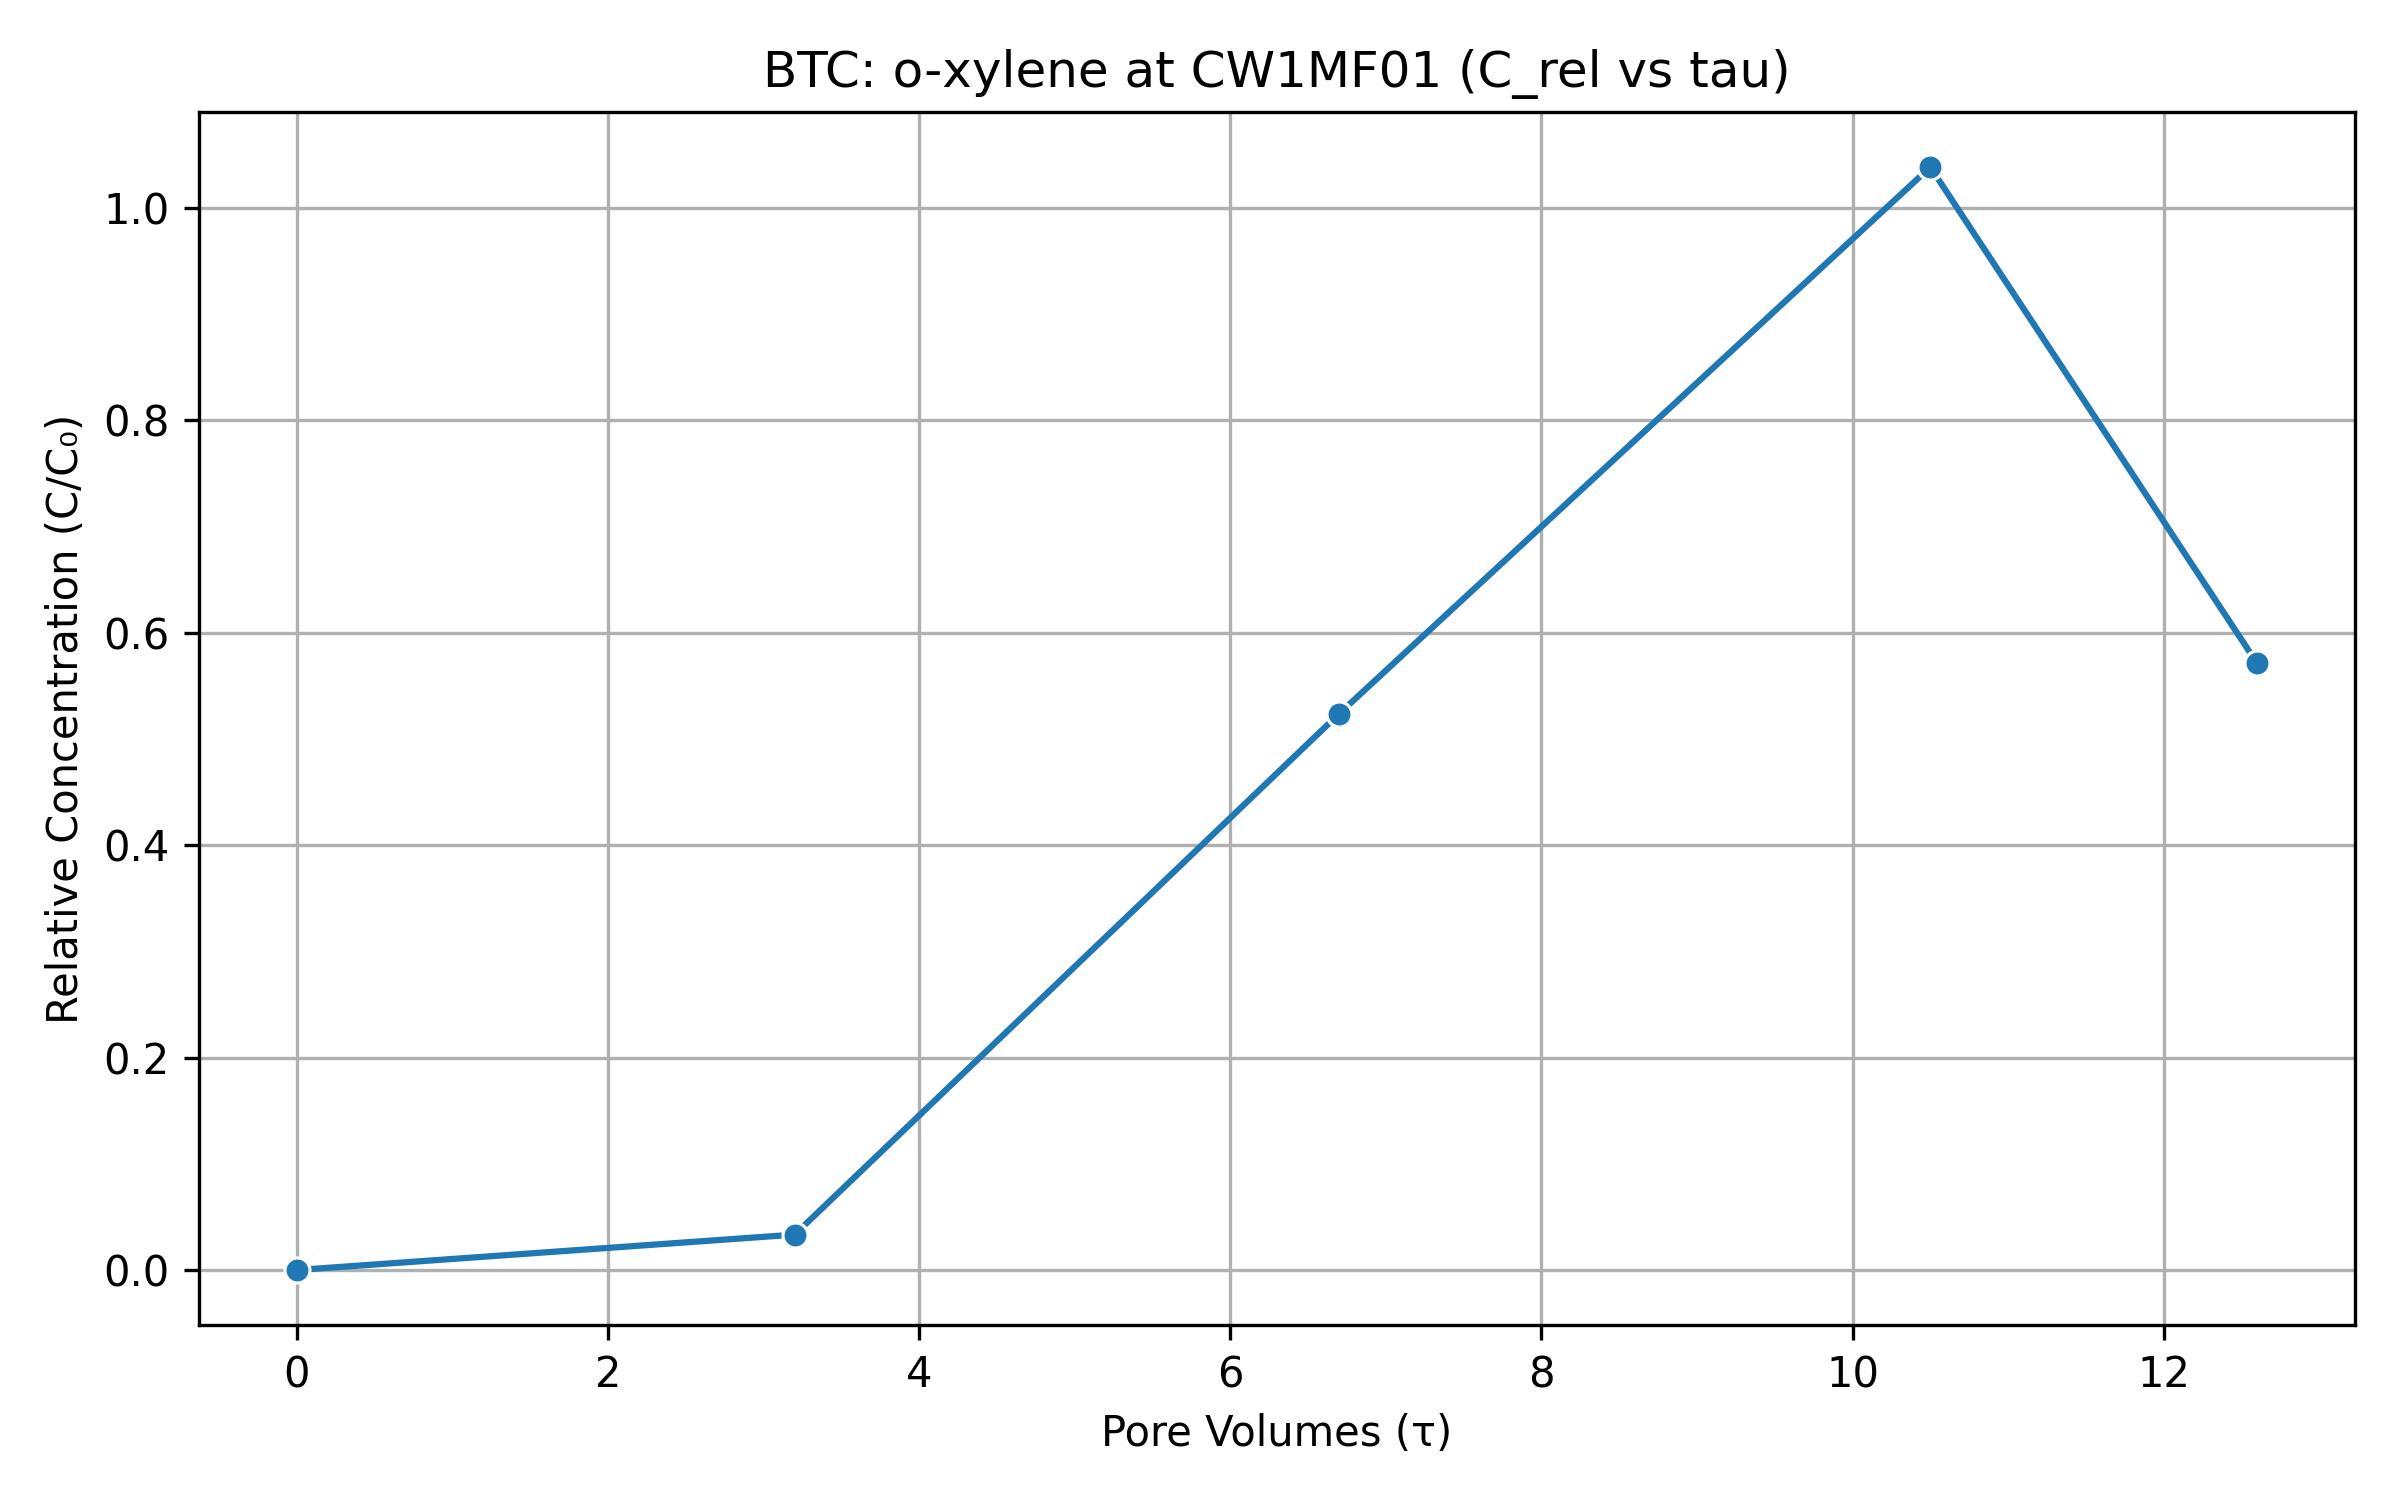 BTC: o-xylene at CW1MF01 (C_rel vs tau)
Relative Concentration (C/C₀)
1.0
0.8
0.6
0.4
0.2
0.0
0 2 4 6 8 10 12
Pore Volumes (τ)